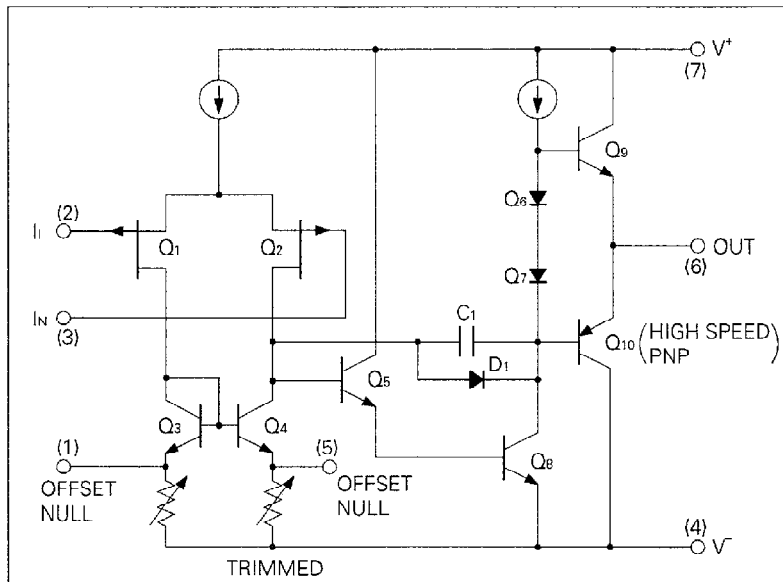 V⁺
(7)
Q₉
(2)
I_I
Q₁
Q₂
Q₆
OUT
(6)
Q₇
I_N
(3)
C₁
Q₁₀ (HIGH SPEED) PNP
D₁
Q₅
Q₃
Q₄
(1)
(5)
Q₈
OFFSET
NULL
OFFSET
NULL
(4)
V⁻
TRIMMED